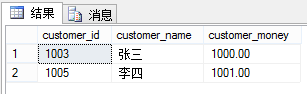 结果 消息
customer_id customer_name customer_money
1 1003 张三 1000.00
2 1005 李四 1001.00